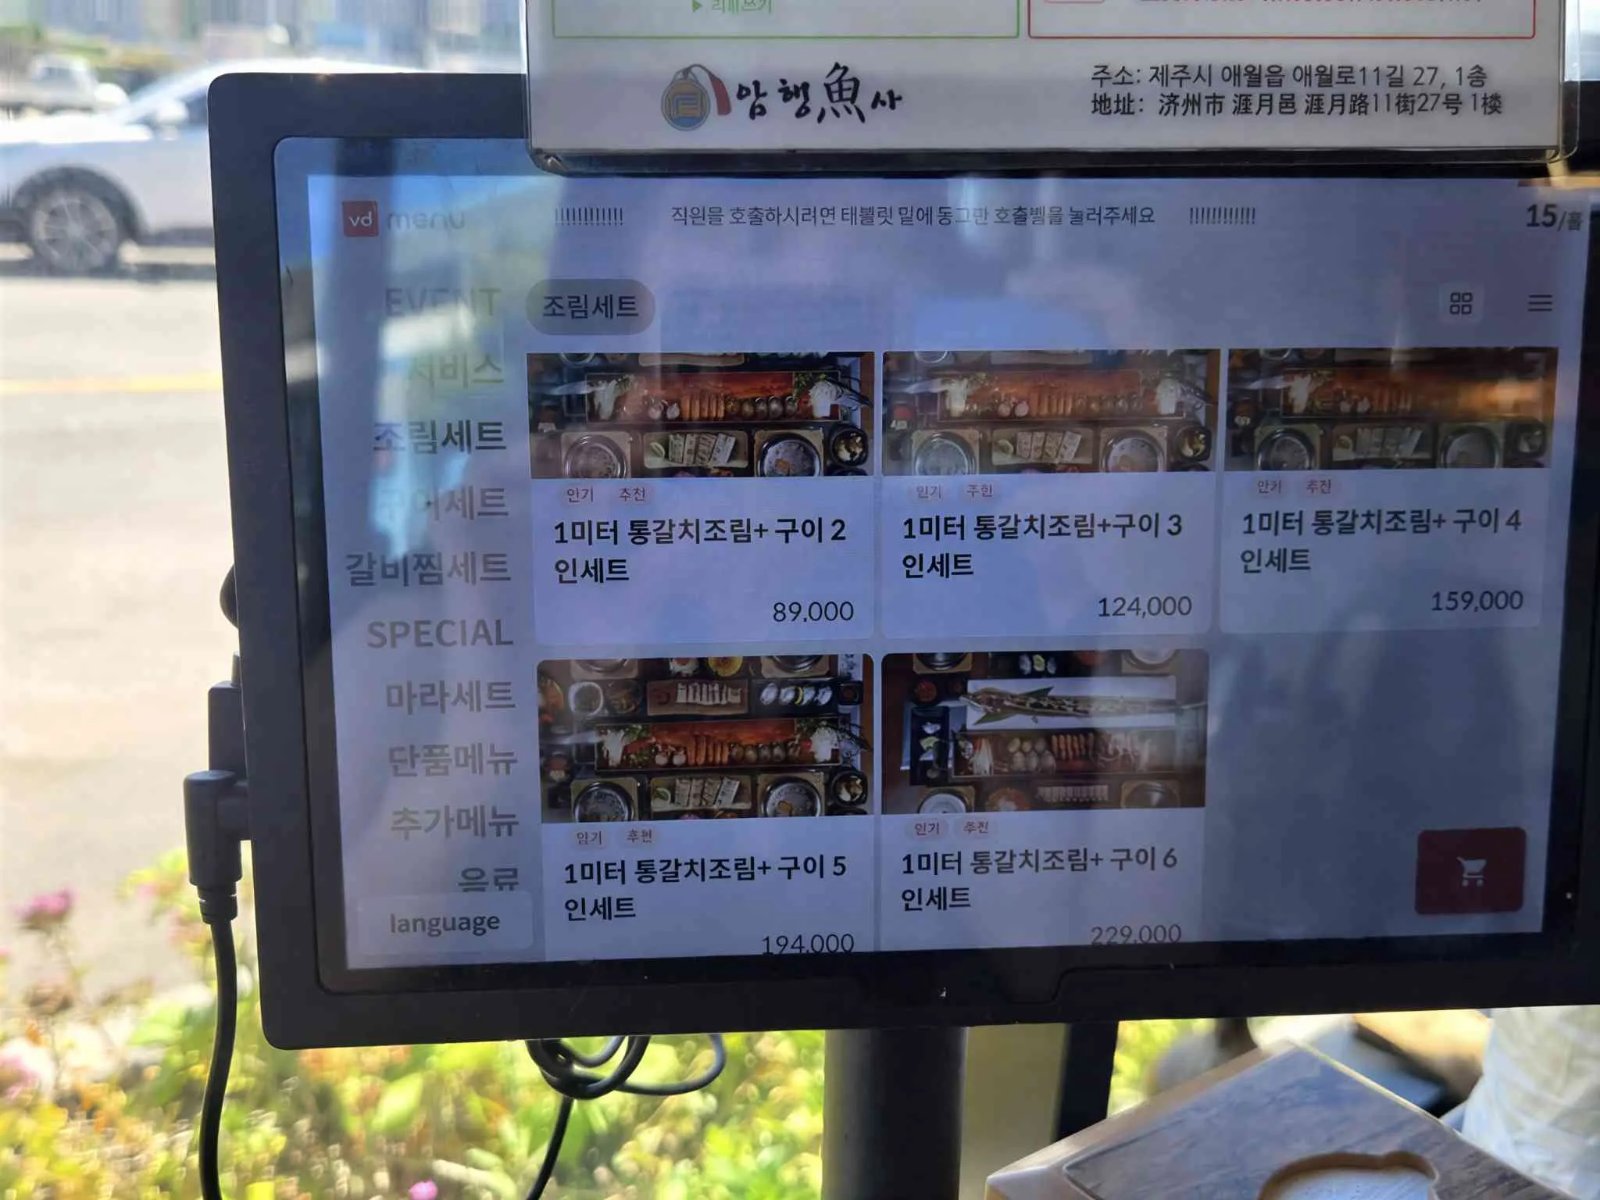 암행魚사
주소: 제주시 애월읍 애월로11길 27, 1층
地址: 济州市 涯月邑 涯月路11街27号 1楼
vd menu
!!!!!!!!!!!! 직원을 호출하시려면 태블릿 밑에 동그란 호출벨을 눌러주세요 !!!!!!!!!!!!
15/홀
EVENT
서비스
조림세트
갈비찜세트
SPECIAL
마라세트
단품메뉴
추가메뉴
음료
language
조림세트
인기 추천
1미터 통갈치조림+ 구이 2
인세트
89,000
인기 추천
1미터 통갈치조림+구이 3
인세트
124,000
인기 추천
1미터 통갈치조림+ 구이 4
인세트
159,000
인기 추천
1미터 통갈치조림+ 구이 5
인세트
194,000
인기 추천
1미터 통갈치조림+ 구이 6
인세트
229,000